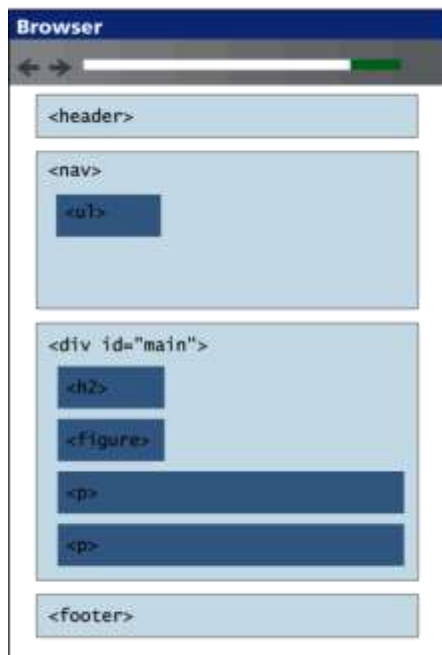 Browser
<header>
<nav>
<ul>
<div id="main">
<h2>
<figure>
<p>
<p>
<footer>